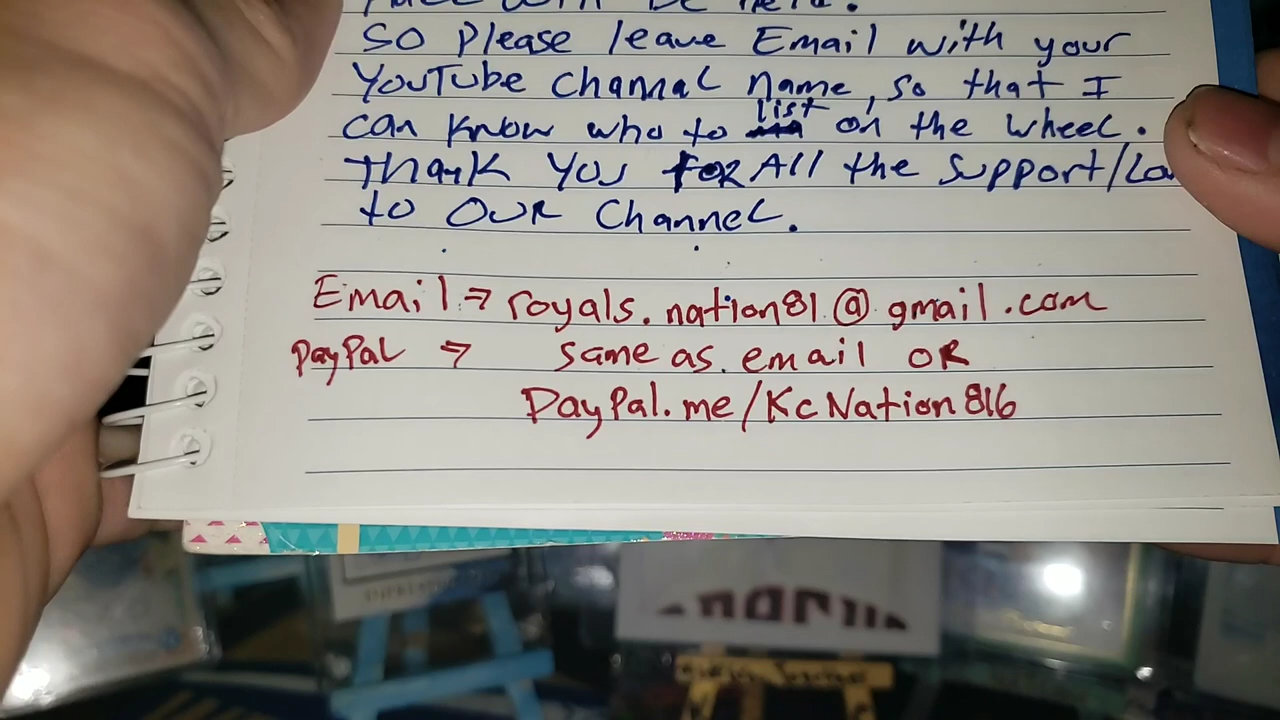 So Please leave Email with your
YouTube Channal Name, so that I
can know who to list on the wheel.
Thank You FOR All the Support/Lo
to OUR Channel.
Email → royals.nation81@gmail.com
PayPal → same as email OR
PayPal.me/KcNation816